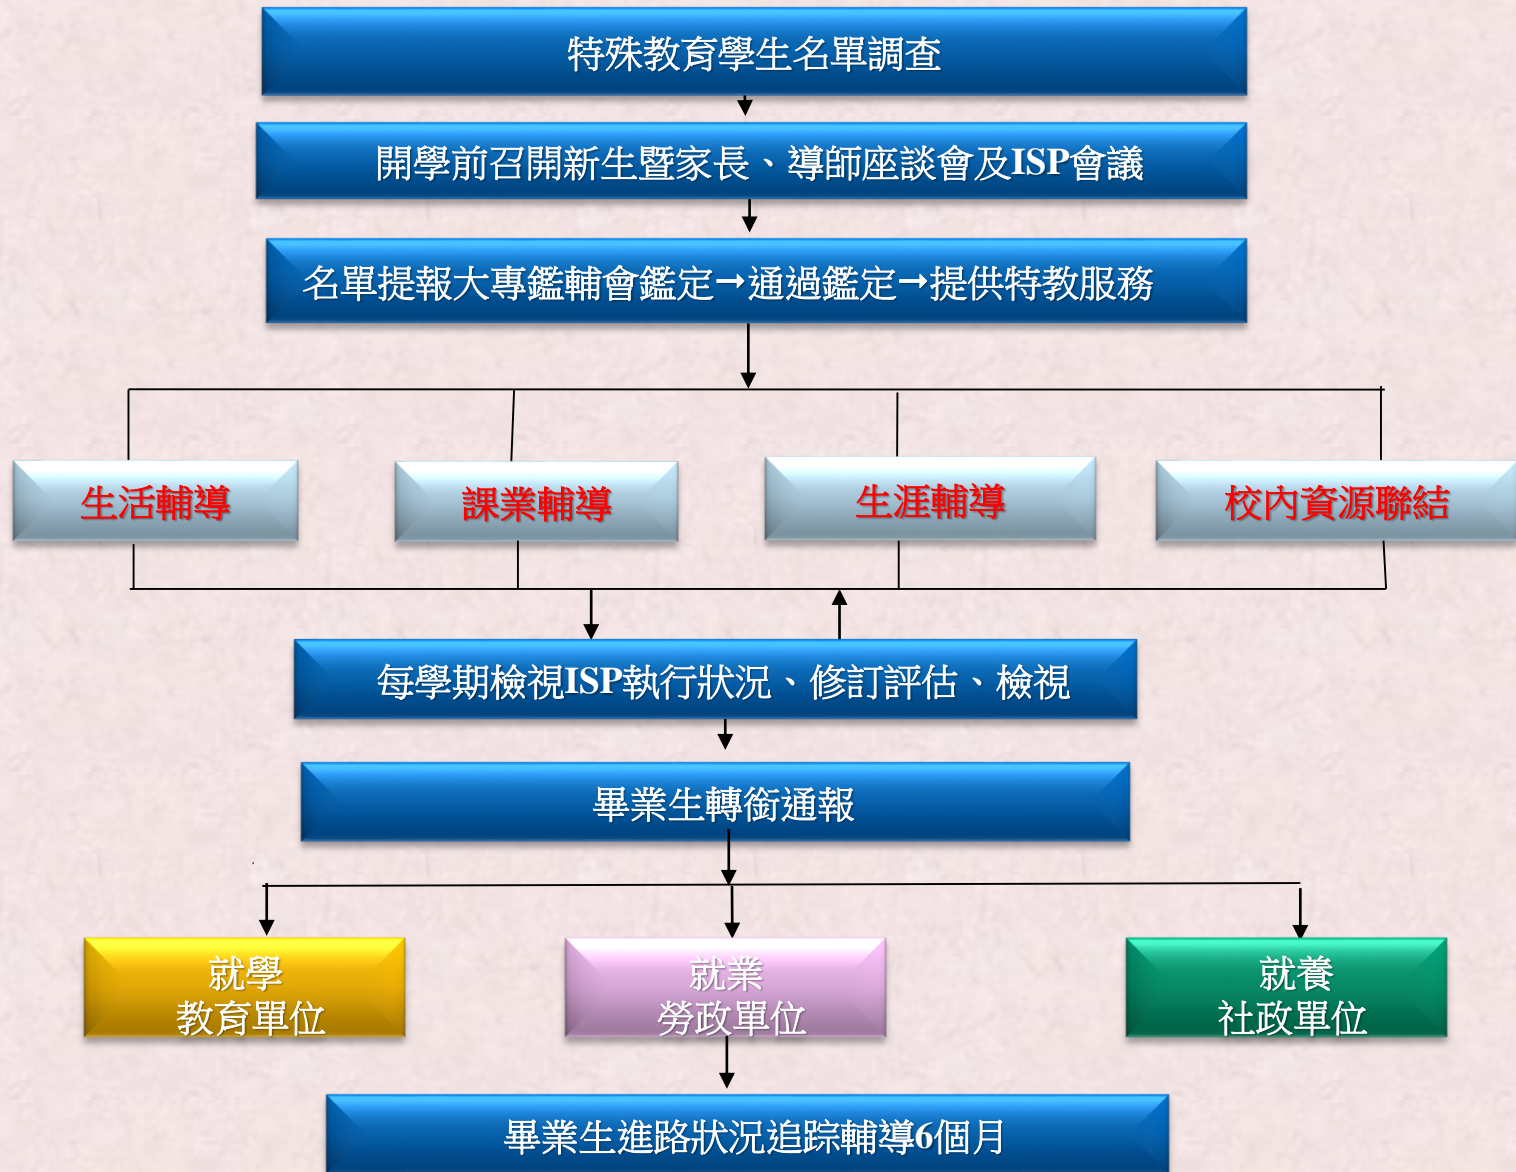 特殊教育學生名單調查
開學前召開新生暨家長、導師座談會及ISP會議
名單提報大專鑑輔會鑑定→通過鑑定→提供特教服務
生活輔導
課業輔導
生涯輔導
校內資源聯結
每學期檢視ISP執行狀況、修訂評估、檢視
畢業生轉銜通報
就學
教育單位
就業
勞政單位
就養
社政單位
畢業生進路狀況追踪輔導6個月